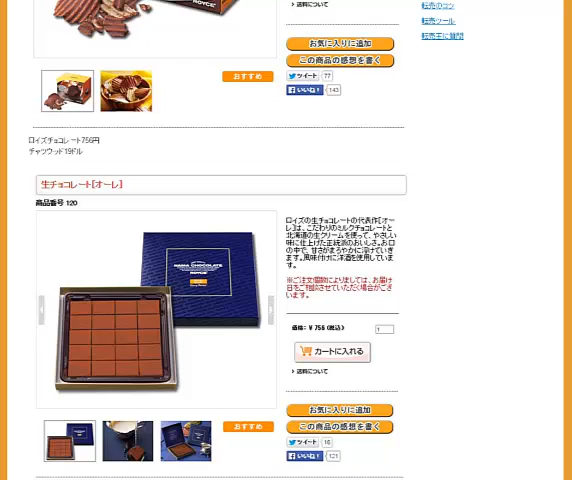 ROYCE'
送料について
転売のコツ
転売ツール
転売王に質問
お気に入りに追加
この商品の感想を書く
おすすめ
ツイート 77
いいね！ 143
ロイズチョコレート756円
チャツウッド19ドル
生チョコレート[オーレ]
商品番号 120
ロイズの生チョコレートの代表作[オー
レ]は、こだわりのミルクチョコレートと
北海道の生クリームを使って、やさしい
味に仕上げた正統派のおいしさ。お口
の中で、甘さがまろやかに溶けていき
ます。風味付けに洋酒を使用していま
す。
※ご注文個数によりましては、お届け
日をご相談させていただく場合がござ
います。
NAMA CHOCOLATE
ROYCE'
価格: ¥ 756 (税込)
1
カートに入れる
送料について
お気に入りに追加
この商品の感想を書く
おすすめ
ツイート 18
いいね！ 121